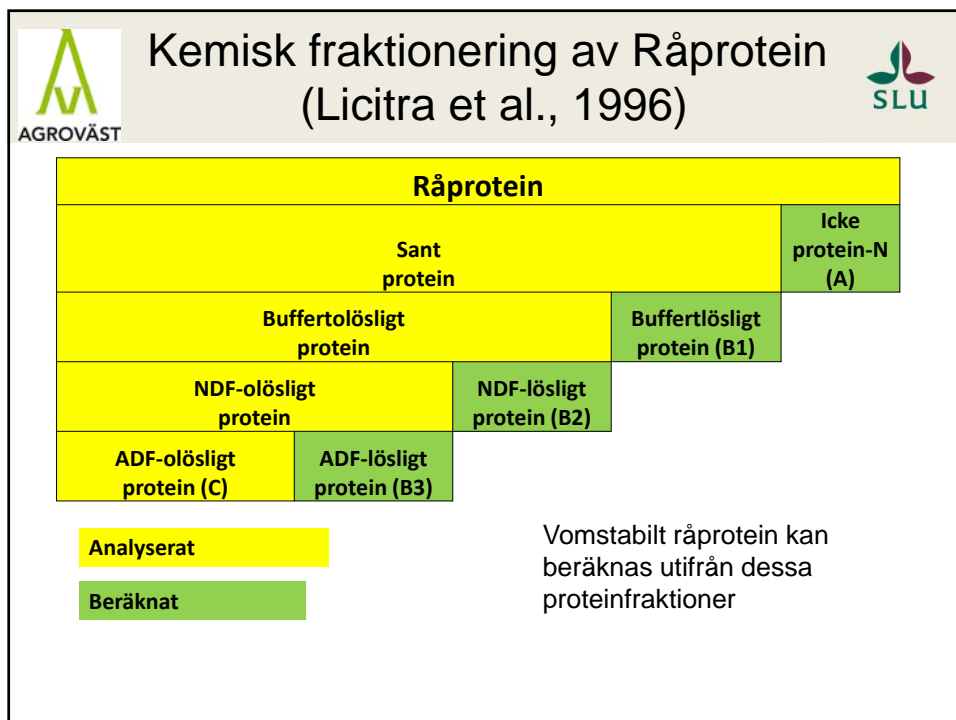 Kemisk fraktionering av Råprotein
(Licitra et al., 1996)
AGROVÄST
SLU
Råprotein
Sant
protein
Icke
protein-N
(A)
Buffertolösligt
protein
Buffertlösligt
protein (B1)
NDF-olösligt
protein
NDF-lösligt
protein (B2)
ADF-olösligt
protein (C)
ADF-lösligt
protein (B3)
Analyserat
Beräknat
Vomstabilt råprotein kan
beräknas utifrån dessa
proteinfraktioner